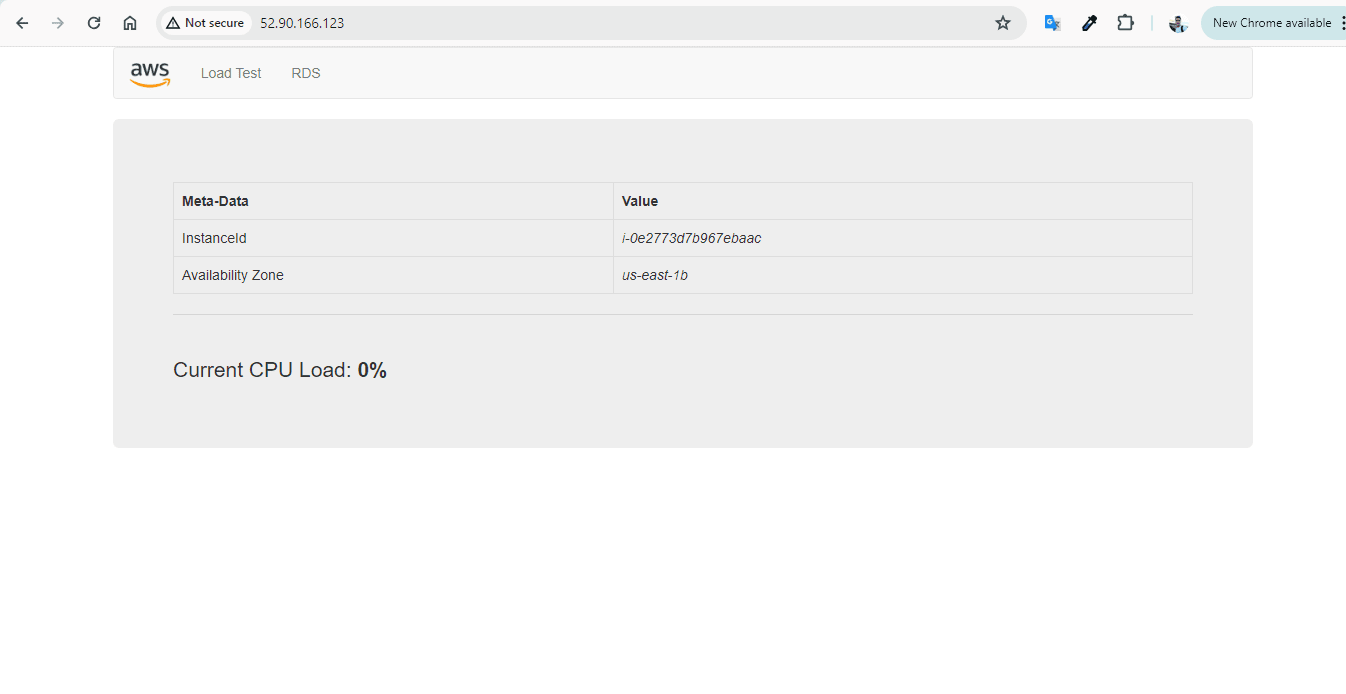 Not secure 52.90.166.123 New Chrome available
aws Load Test RDS
Meta-Data Value
InstanceId i-0e2773d7b967ebaac
Availability Zone us-east-1b
Current CPU Load: 0%